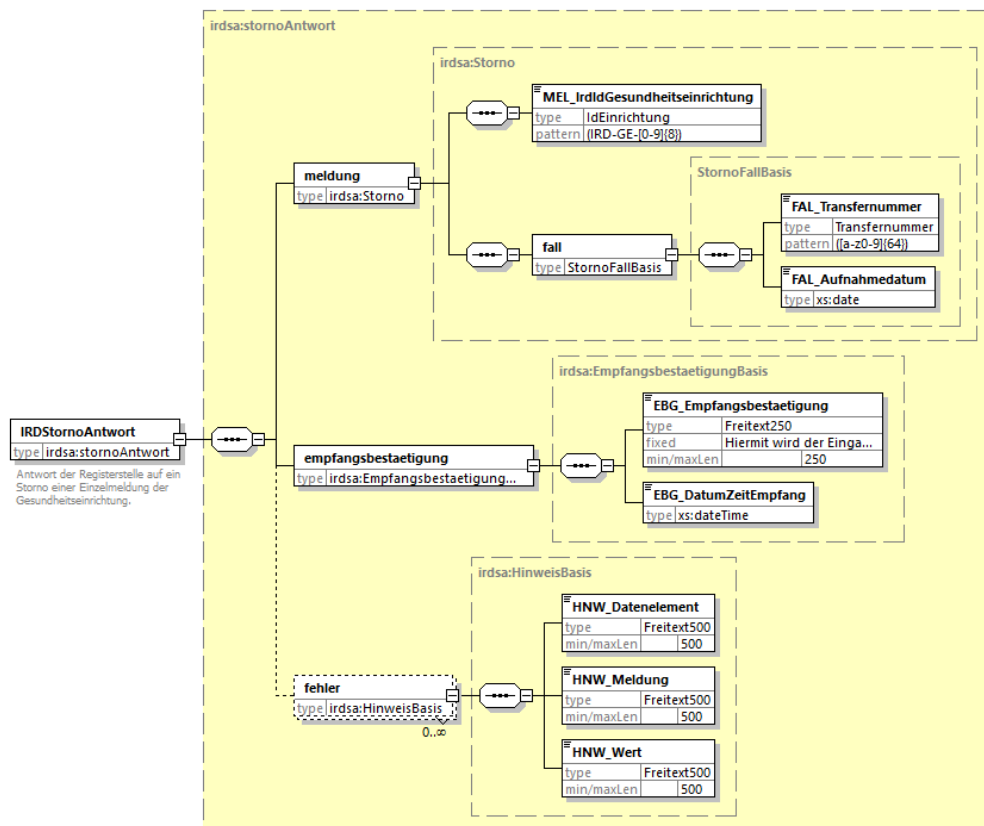 irdsa:stornoAntwort
irdsa:Storno
MEL_IrdIdGesundheitseinrichtung
type IdEinrichtung
pattern (IRD-GE-[0-9]{8})
meldung
type irdsa:Storno
StornoFallBasis
FAL_Transfernummer
type Transfernummer
pattern ([a-z0-9]{64})
fall
type StornoFallBasis
FAL_Aufnahmedatum
type xs:date
irdsa:EmpfangsbestaetigungBasis
EBG_Empfangsbestaetigung
type Freitext250
fixed Hiermit wird der Einga...
min/maxLen 250
IRDStornoAntwort
type irdsa:stornoAntwort
Antwort der Registerstelle auf ein
Storno einer Einzelmeldung der
Gesundheitseinrichtung.
empfangsbestaetigung
type irdsa:Empfangsbestaetigung...
EBG_DatumZeitEmpfang
type xs:dateTime
irdsa:HinweisBasis
HNW_Datenelement
type Freitext500
min/maxLen 500
fehler
type irdsa:HinweisBasis
0..∞
HNW_Meldung
type Freitext500
min/maxLen 500
HNW_Wert
type Freitext500
min/maxLen 500